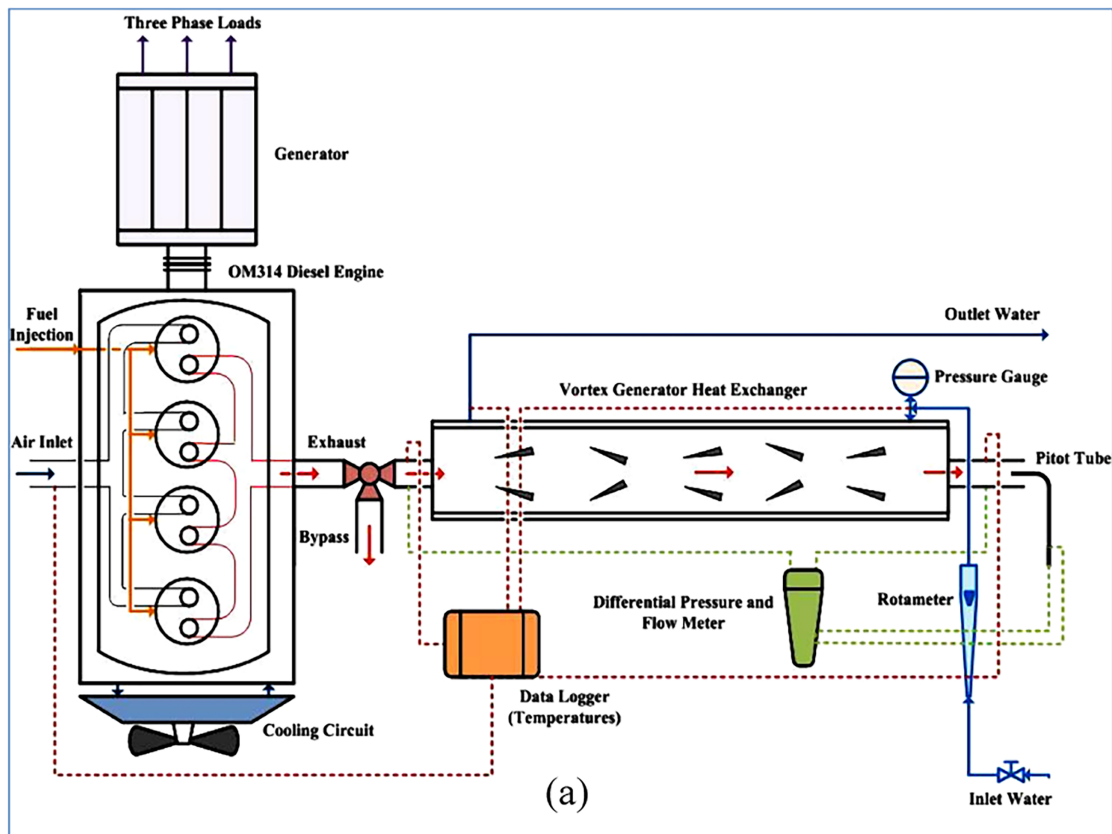 Three Phase Loads
Generator
OM314 Diesel Engine
Fuel
Injection
Outlet Water
Pressure Gauge
Vortex Generator Heat Exchanger
Air Inlet
Exhaust
Pitot Tube
Bypass
Differential Pressure and
Flow Meter
Rotameter
Data Logger
(Temperatures)
Cooling Circuit
(a)
Inlet Water